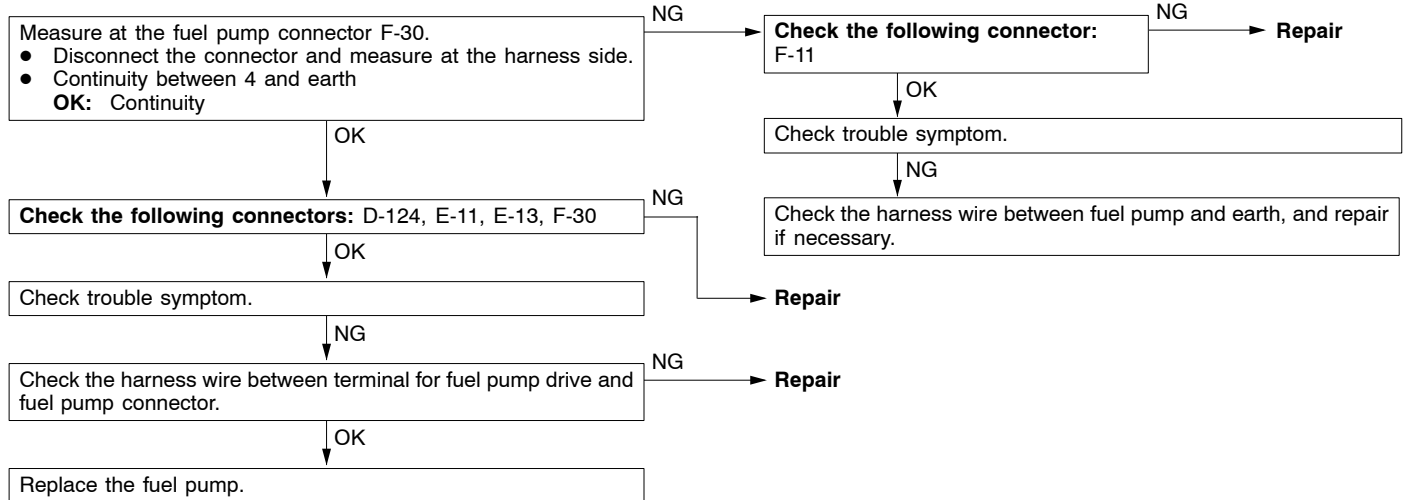 Measure at the fuel pump connector F-30.
● Disconnect the connector and measure at the harness side.
● Continuity between 4 and earth
OK: Continuity
NG
Check the following connector:
F-11
NG
Repair
OK
Check trouble symptom.
NG
Check the harness wire between fuel pump and earth, and repair
if necessary.
OK
Check the following connectors: D-124, E-11, E-13, F-30
NG
Repair
OK
Check trouble symptom.
NG
Check the harness wire between terminal for fuel pump drive and
fuel pump connector.
NG
Repair
OK
Replace the fuel pump.